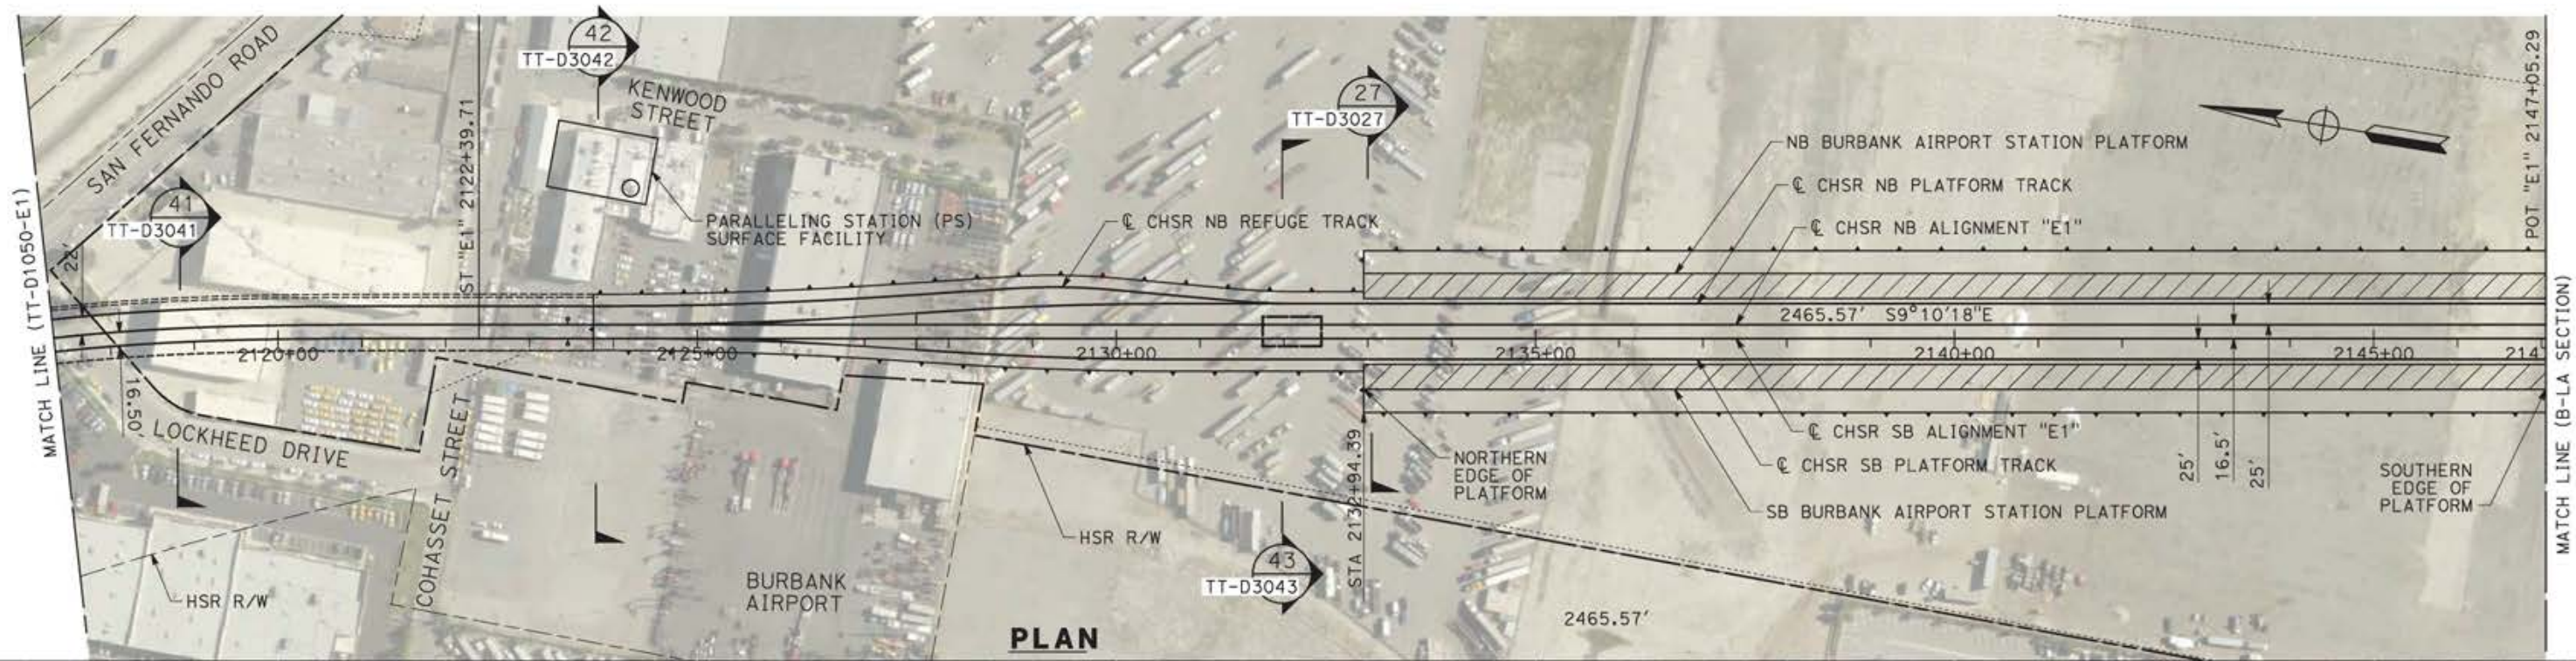 MATCH LINE (TT-D1050-E1)
SAN FERNANDO ROAD
41
TT-D3041
22'
16.50'
LOCKHEED DRIVE
HSR R/W
COHASSET STREET
ST "E1" 2122+39.71
42
TT-D3042
KENWOOD
STREET
PARALLELING STATION (PS)
SURFACE FACILITY
℄ CHSR NB REFUGE TRACK
27
TT-D3027
2120+00
2125+00
2130+00
2135+00
2140+00
2145+00
214
BURBANK
AIRPORT
HSR R/W
43
TT-D3043
STA 2132+94.39
NORTHERN
EDGE OF
PLATFORM
NB BURBANK AIRPORT STATION PLATFORM
℄ CHSR NB PLATFORM TRACK
℄ CHSR NB ALIGNMENT "E1"
2465.57' S9°10'18"E
℄ CHSR SB ALIGNMENT "E1"
℄ CHSR SB PLATFORM TRACK
SB BURBANK AIRPORT STATION PLATFORM
25'
16.5'
25'
SOUTHERN
EDGE OF
PLATFORM
POT "E1" 2147+05.29
MATCH LINE (B-LA SECTION)
2465.57'
PLAN